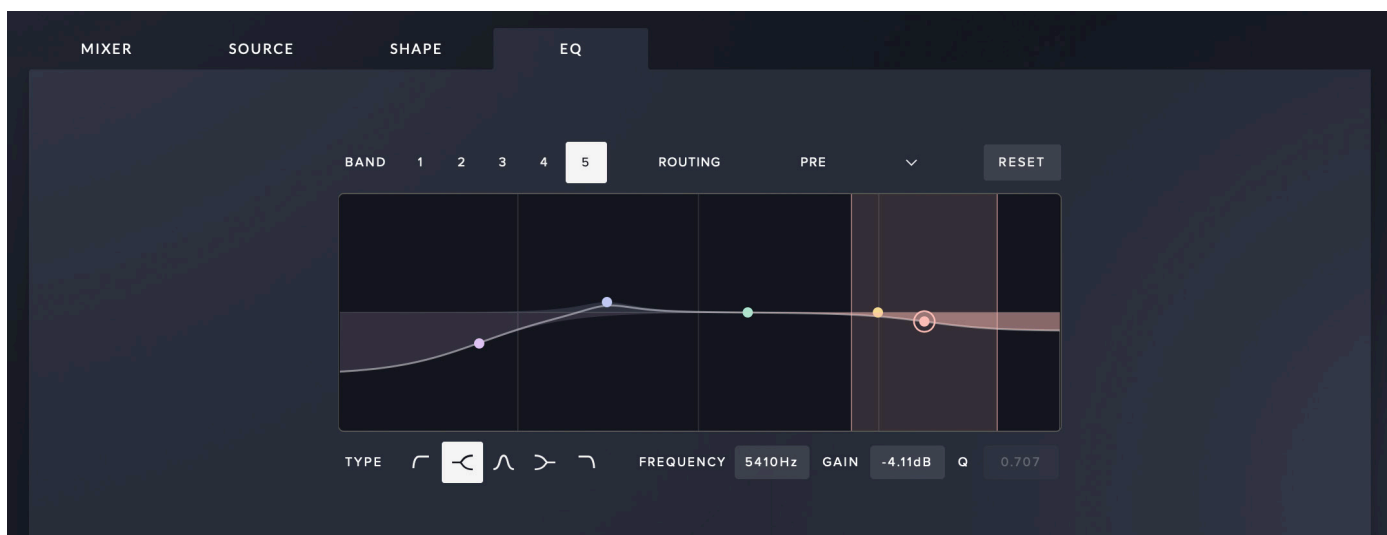 MIXER SOURCE SHAPE EQ
BAND 1 2 3 4 5 ROUTING PRE RESET
TYPE FREQUENCY 5410Hz GAIN -4.11dB Q 0.707